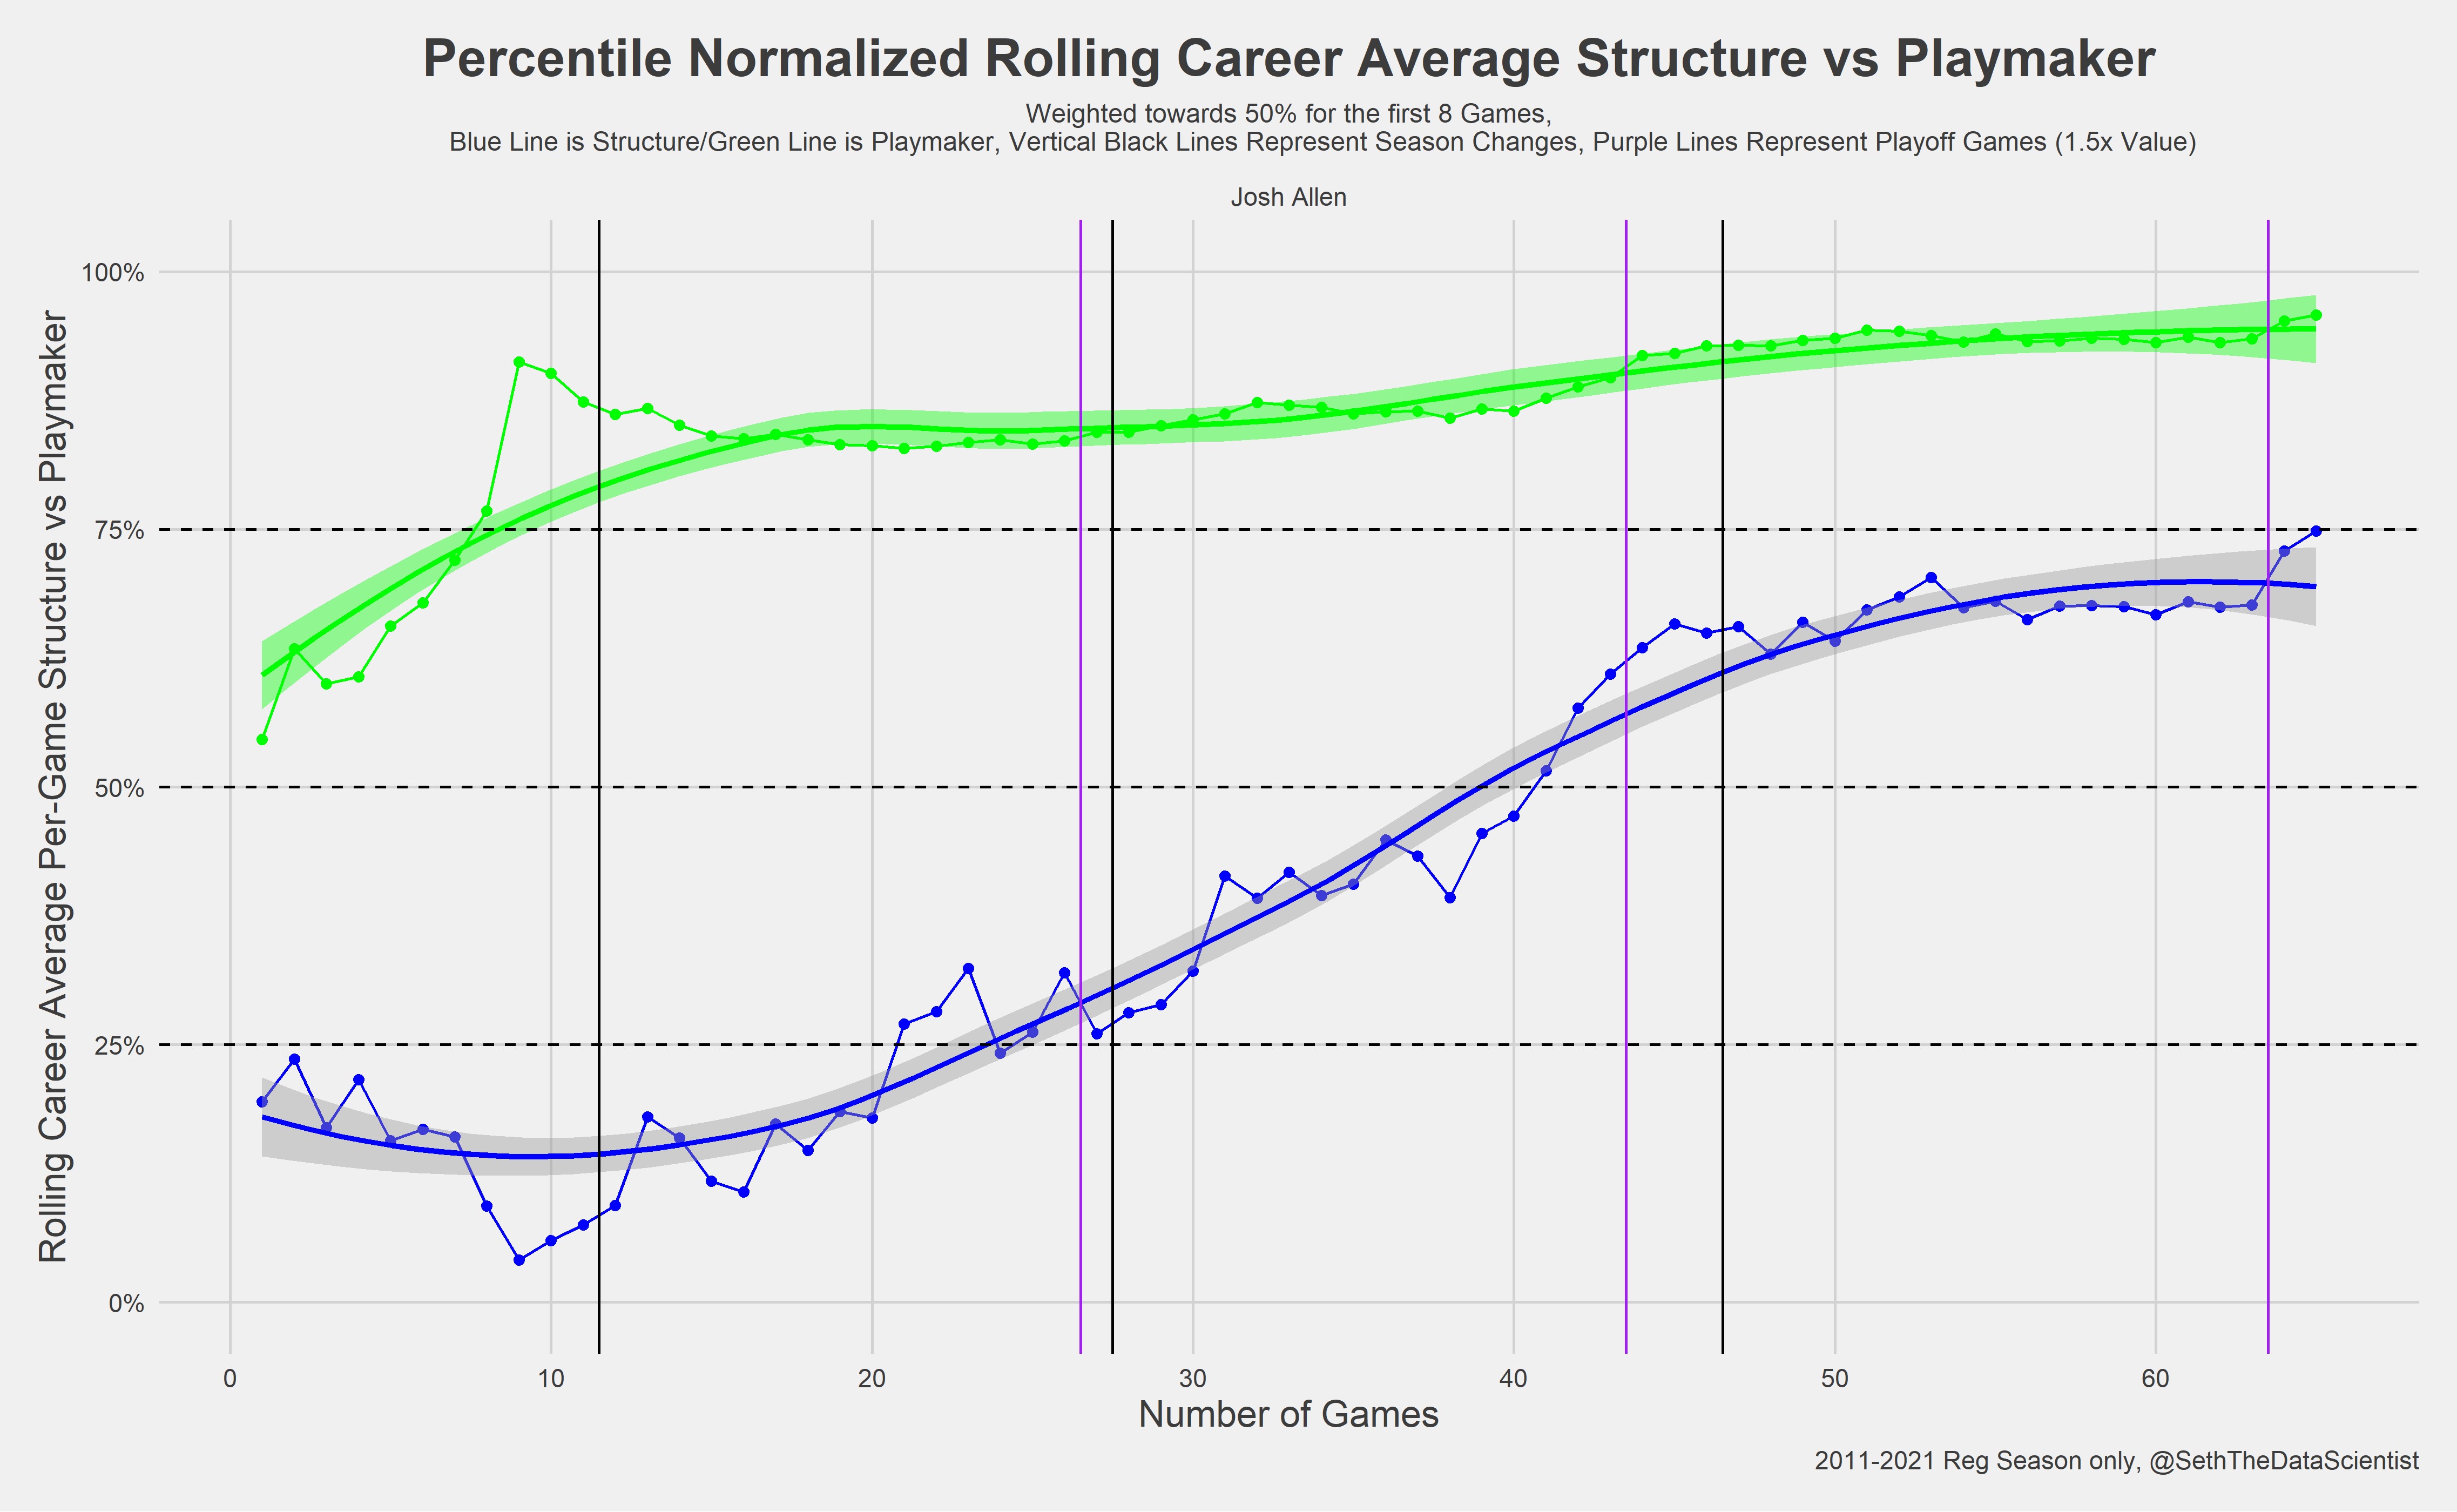 Percentile Normalized Rolling Career Average Structure vs Playmaker
Weighted towards 50% for the first 8 Games,
Blue Line is Structure/Green Line is Playmaker, Vertical Black Lines Represent Season Changes, Purple Lines Represent Playoff Games (1.5x Value)
Josh Allen
Rolling Career Average Per-Game Structure vs Playmaker
100%
75%
50%
25%
0%
0 10 20 30 40 50 60
Number of Games
2011-2021 Reg Season only, @SethTheDataScientist